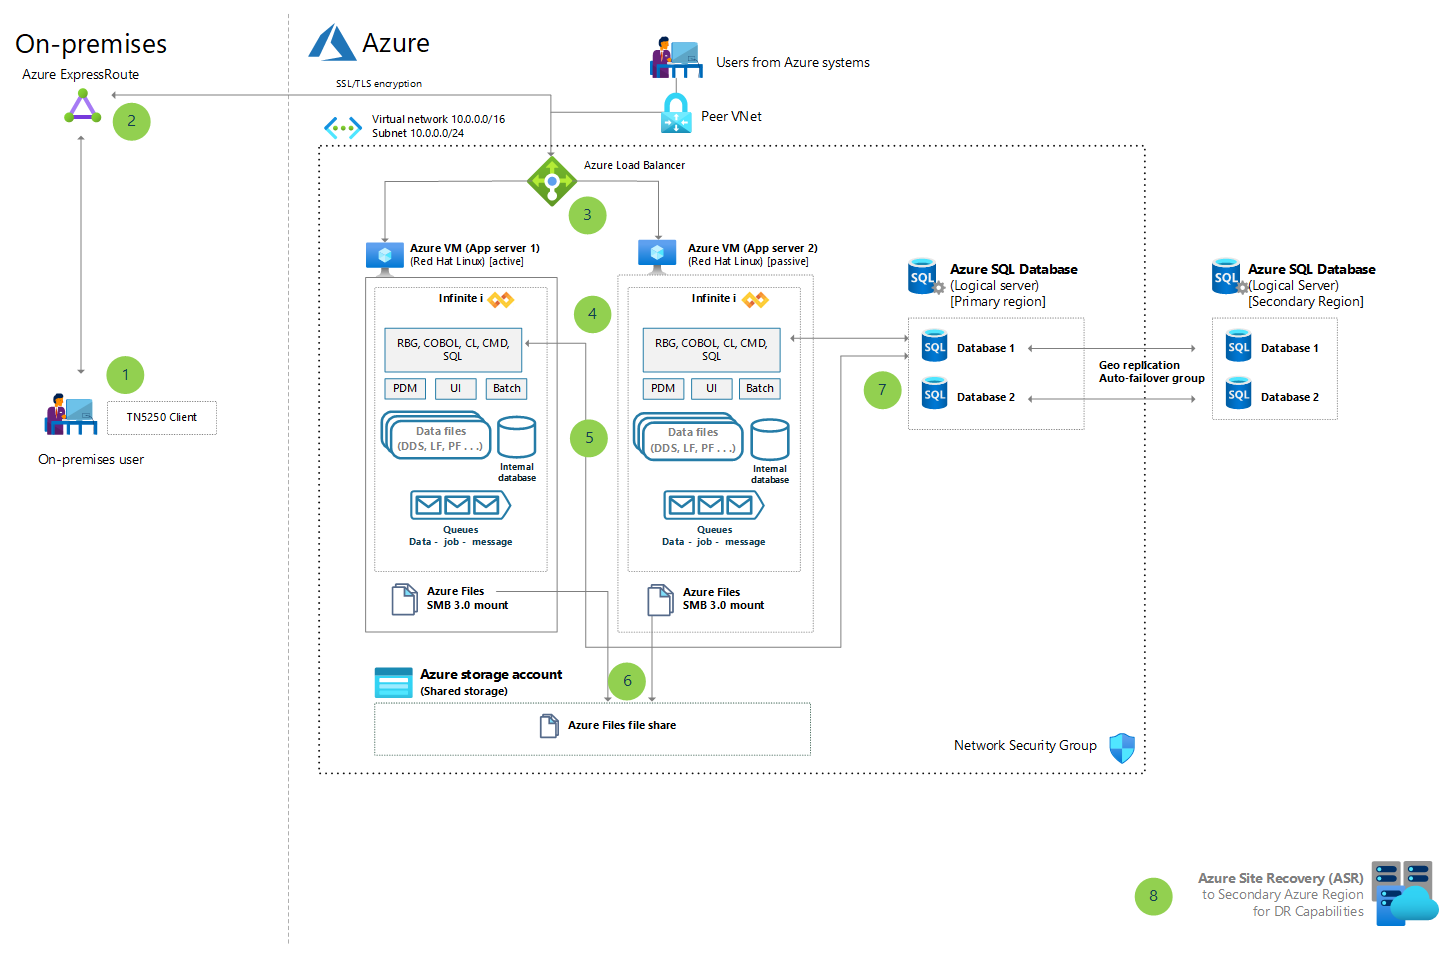 On-premises
Azure ExpressRoute
2
1
TN5250 Client
On-premises user
Azure
SSL/TLS encryption
Users from Azure systems
Peer VNet
Virtual network 10.0.0.0/16
Subnet 10.0.0.0/24
Azure Load Balancer
3
Azure VM (App server 1)
(Red Hat Linux) [active]
Infinite i
RBG, COBOL, CL, CMD,
SQL
PDM
UI
Batch
Data files
(DDS, LF, PF . . .)
Internal
database
Queues
Data - job - message
Azure Files
SMB 3.0 mount
4
5
Azure VM (App server 2)
(Red Hat Linux) [passive]
Infinite i
RBG, COBOL, CL, CMD,
SQL
PDM
UI
Batch
Data files
(DDS, LF, PF . . .)
Internal
database
Queues
Data - job - message
Azure Files
SMB 3.0 mount
6
Azure storage account
(Shared storage)
Azure Files file share
7
SQL
Azure SQL Database
(Logical server)
[Primary region]
SQL
Database 1
SQL
Database 2
Geo replication
Auto-failover group
SQL
Azure SQL Database
(Logical Server)
[Secondary Region]
SQL
Database 1
SQL
Database 2
Network Security Group
8
Azure Site Recovery (ASR)
to Secondary Azure Region
for DR Capabilities